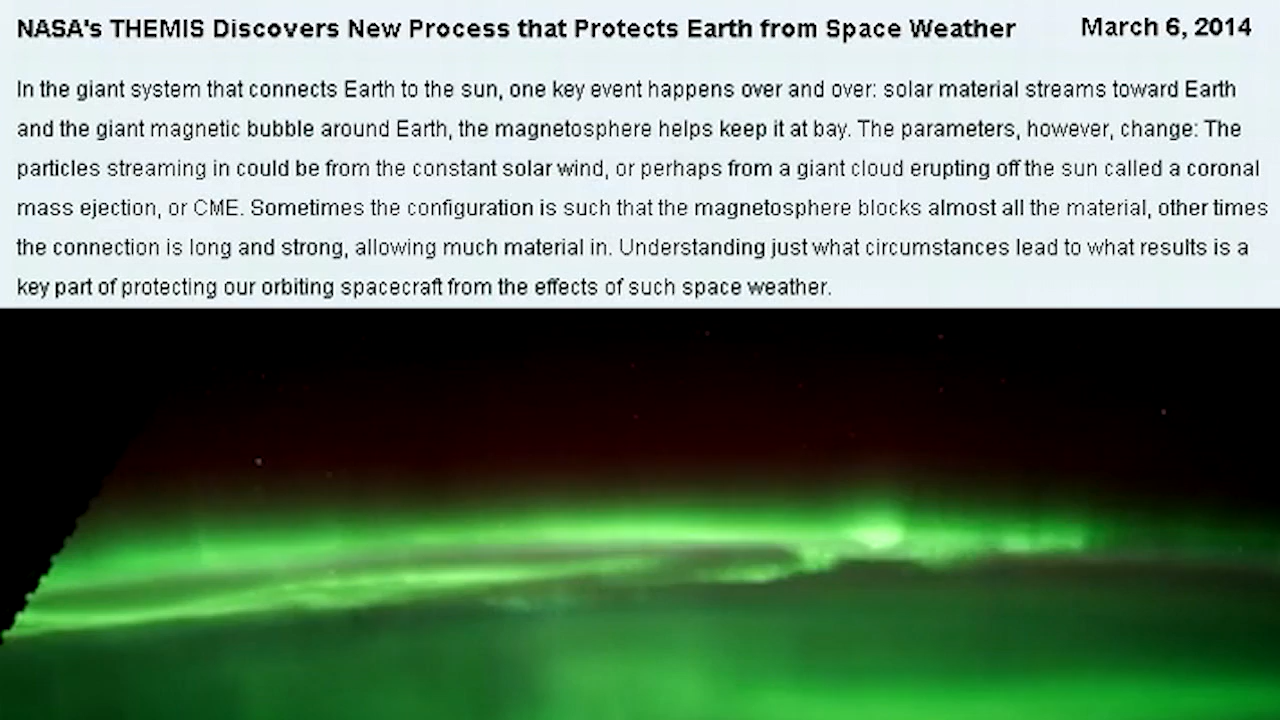 NASA's THEMIS Discovers New Process that Protects Earth from Space Weather March 6, 2014
In the giant system that connects Earth to the sun, one key event happens over and over: solar material streams toward Earth
and the giant magnetic bubble around Earth, the magnetosphere helps keep it at bay. The parameters, however, change: The
particles streaming in could be from the constant solar wind, or perhaps from a giant cloud erupting off the sun called a coronal
mass ejection, or CME. Sometimes the configuration is such that the magnetosphere blocks almost all the material, other times
the connection is long and strong, allowing much material in. Understanding just what circumstances lead to what results is a
key part of protecting our orbiting spacecraft from the effects of such space weather.